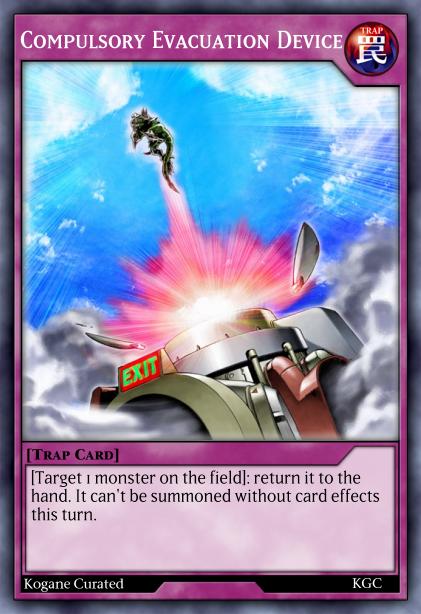 Compulsory Evacuation Device
TRAP
罠
EXIT
[Trap Card]
[Target 1 monster on the field]: return it to the
hand. It can't be summoned without card effects
this turn.
Kogane Curated
KGC